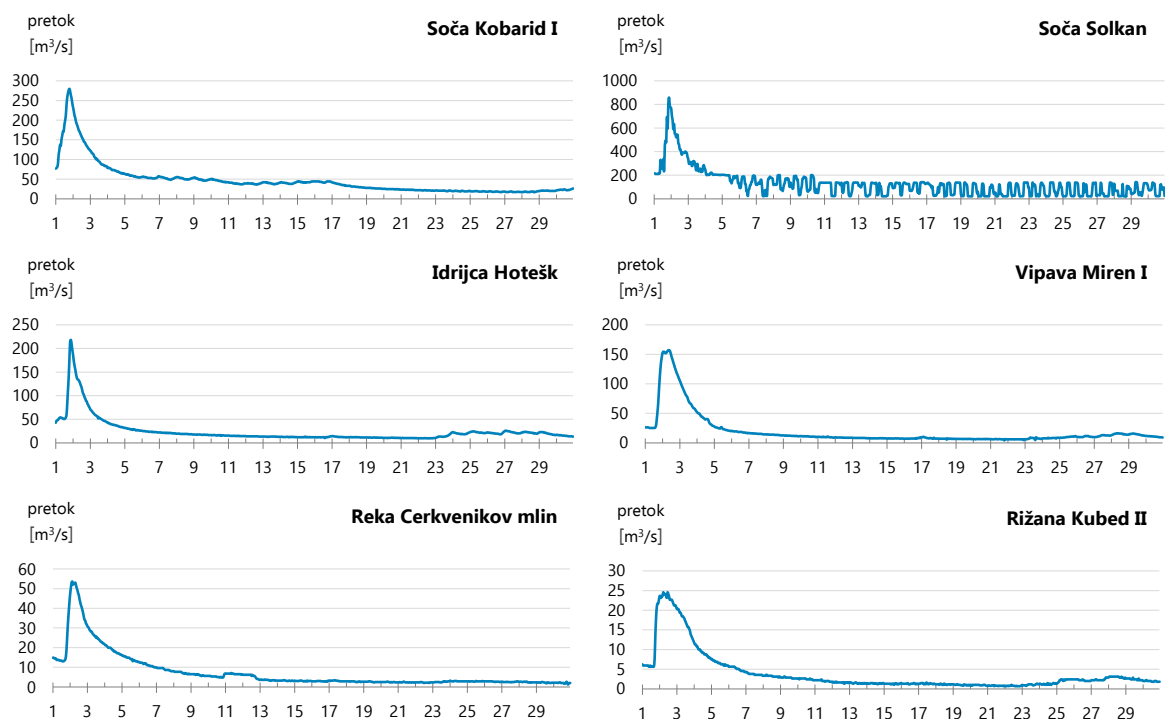 pretok
[m³/s]
Soča Kobarid I
300
250
200
150
100
50
0
1 3 5 7 9 11 13 15 17 19 21 23 25 27 29
pretok
[m³/s]
Soča Solkan
1000
800
600
400
200
0
1 3 5 7 9 11 13 15 17 19 21 23 25 27 29
pretok
[m³/s]
Idrijca Hotešk
250
200
150
100
50
0
1 3 5 7 9 11 13 15 17 19 21 23 25 27 29
pretok
[m³/s]
Vipava Miren I
200
150
100
50
0
1 3 5 7 9 11 13 15 17 19 21 23 25 27 29
pretok
[m³/s]
Reka Cerkvenikov mlin
60
50
40
30
20
10
0
1 3 5 7 9 11 13 15 17 19 21 23 25 27 29
pretok
[m³/s]
Rižana Kubed II
30
25
20
15
10
5
0
1 3 5 7 9 11 13 15 17 19 21 23 25 27 29